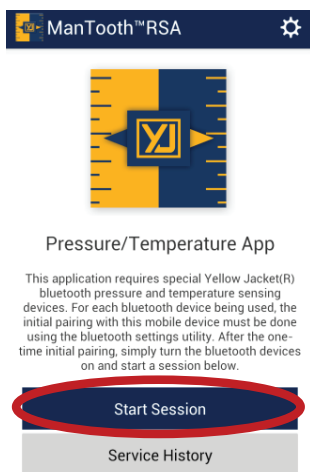 ManTooth™RSA
YJ
Pressure/Temperature App
This application requires special Yellow Jacket(R)
bluetooth pressure and temperature sensing
devices. For each bluetooth device being used, the
initial pairing with this mobile device must be done
using the bluetooth settings utility. After the one-
time initial pairing, simply turn the bluetooth devices
on and start a session below.
Start Session
Service History